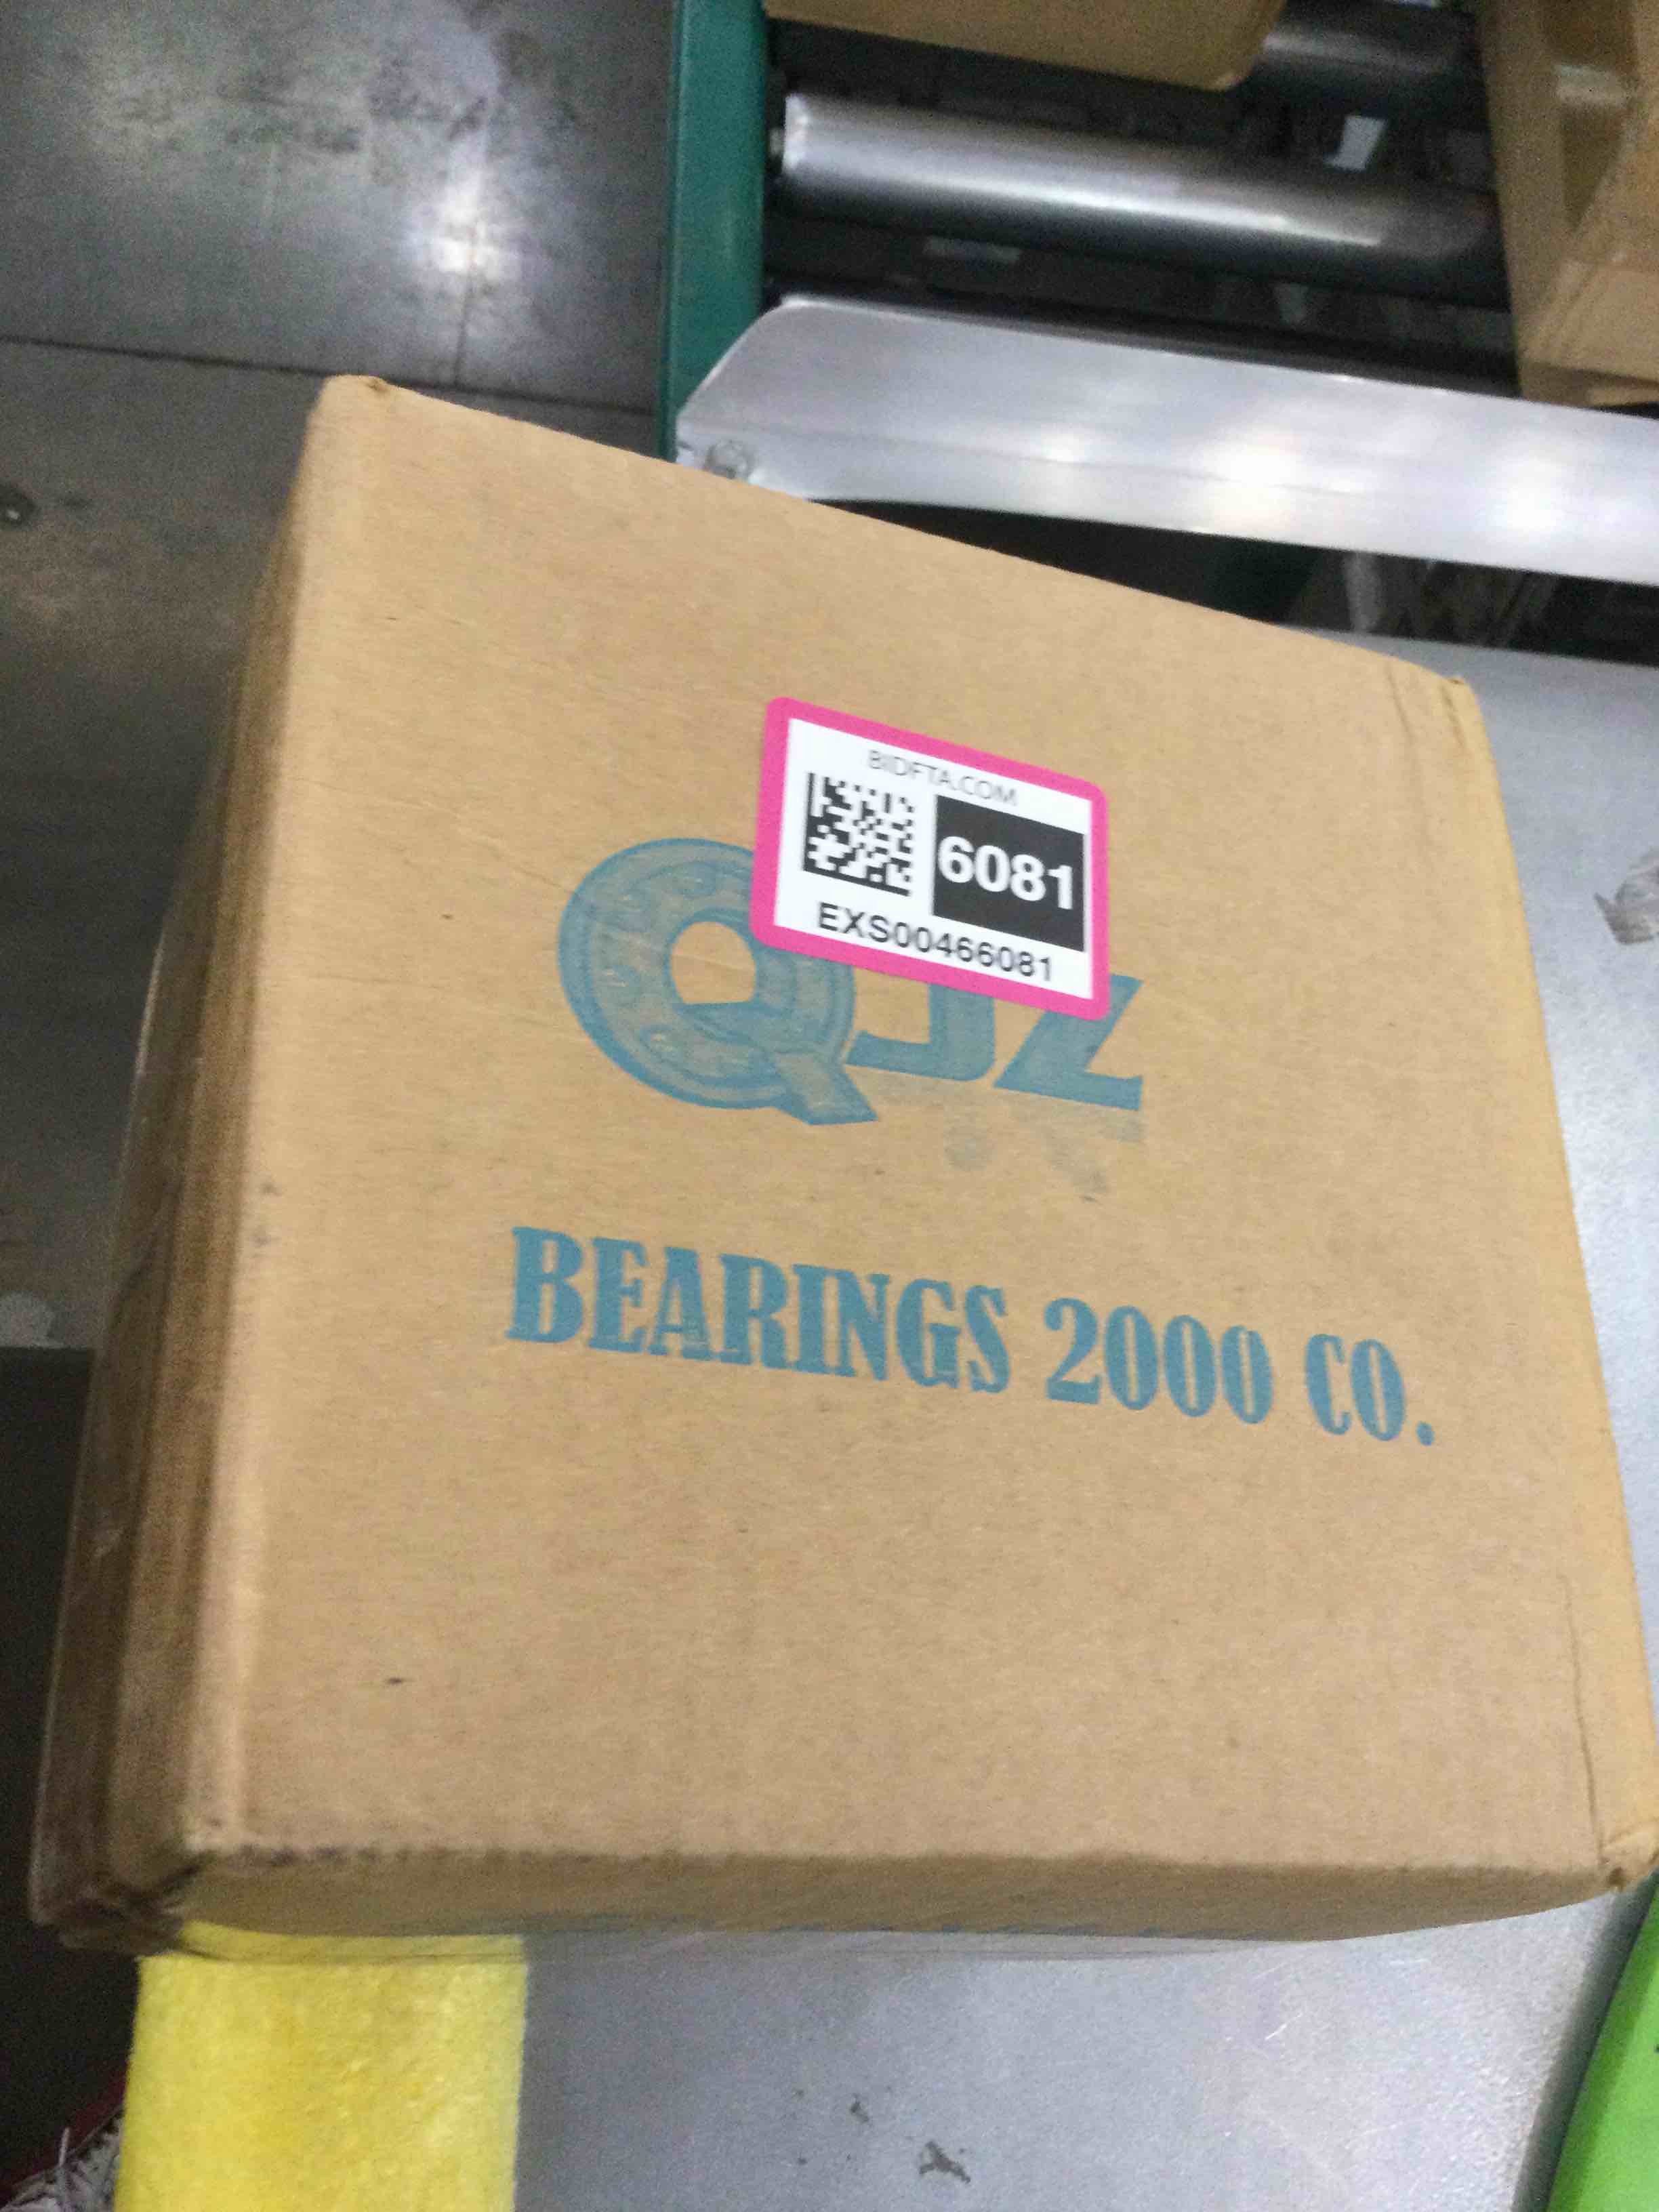 BIDFTA.COM
6081
EXS00466081
QJZ
BEARINGS 2000 CO.